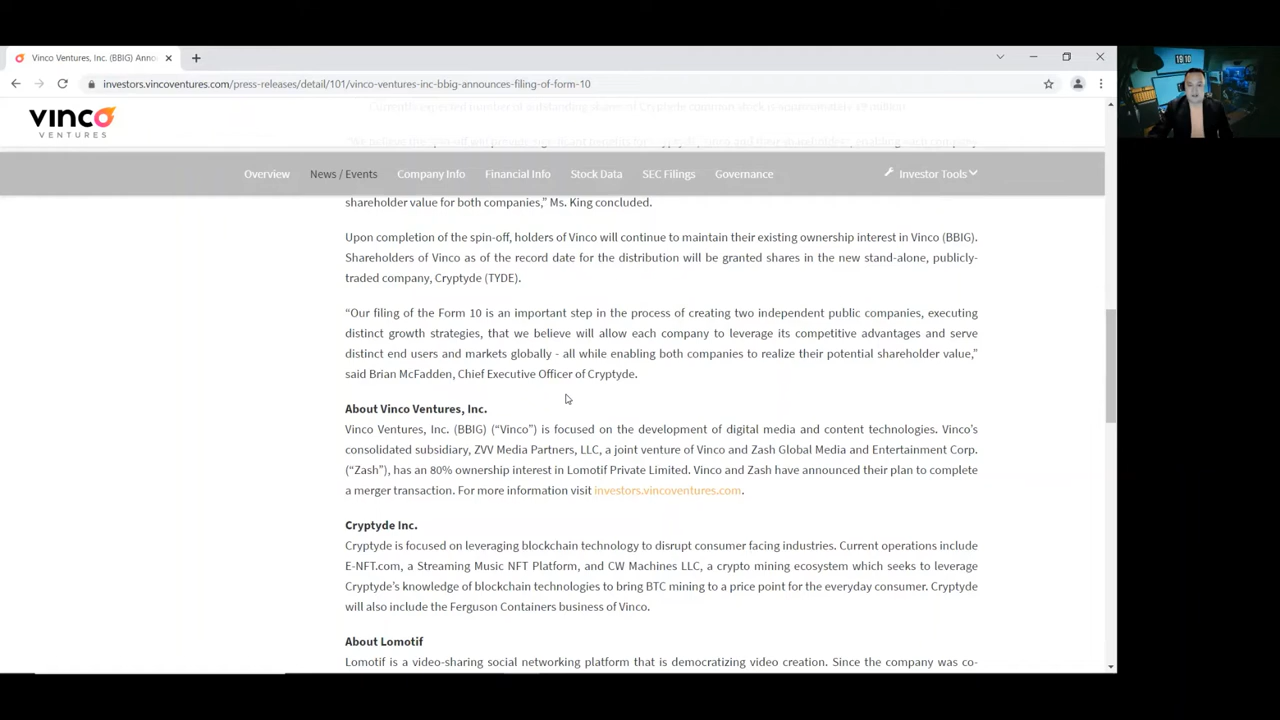 19:10
Vinco Ventures, Inc. (BBIG) Anno
investors.vincoventures.com/press-releases/detail/101/vinco-ventures-inc-bbig-announces-filing-of-form-10
vinco
VENTURES
Overview News / Events Company Info Financial Info Stock Data SEC Filings Governance Investor Tools
shareholder value for both companies,” Ms. King concluded.
Upon completion of the spin-off, holders of Vinco will continue to maintain their existing ownership interest in Vinco (BBIG).
Shareholders of Vinco as of the record date for the distribution will be granted shares in the new stand-alone, publicly-
traded company, Cryptyde (TYDE).
“Our filing of the Form 10 is an important step in the process of creating two independent public companies, executing
distinct growth strategies, that we believe will allow each company to leverage its competitive advantages and serve
distinct end users and markets globally - all while enabling both companies to realize their potential shareholder value,”
said Brian McFadden, Chief Executive Officer of Cryptyde.
About Vinco Ventures, Inc.
Vinco Ventures, Inc. (BBIG) (“Vinco”) is focused on the development of digital media and content technologies. Vinco’s
consolidated subsidiary, ZVV Media Partners, LLC, a joint venture of Vinco and Zash Global Media and Entertainment Corp.
(“Zash”), has an 80% ownership interest in Lomotif Private Limited. Vinco and Zash have announced their plan to complete
a merger transaction. For more information visit investors.vincoventures.com.
Cryptyde Inc.
Cryptyde is focused on leveraging blockchain technology to disrupt consumer facing industries. Current operations include
E-NFT.com, a Streaming Music NFT Platform, and CW Machines LLC, a crypto mining ecosystem which seeks to leverage
Cryptyde’s knowledge of blockchain technologies to bring BTC mining to a price point for the everyday consumer. Cryptyde
will also include the Ferguson Containers business of Vinco.
About Lomotif
Lomotif is a video-sharing social networking platform that is democratizing video creation. Since the company was co-